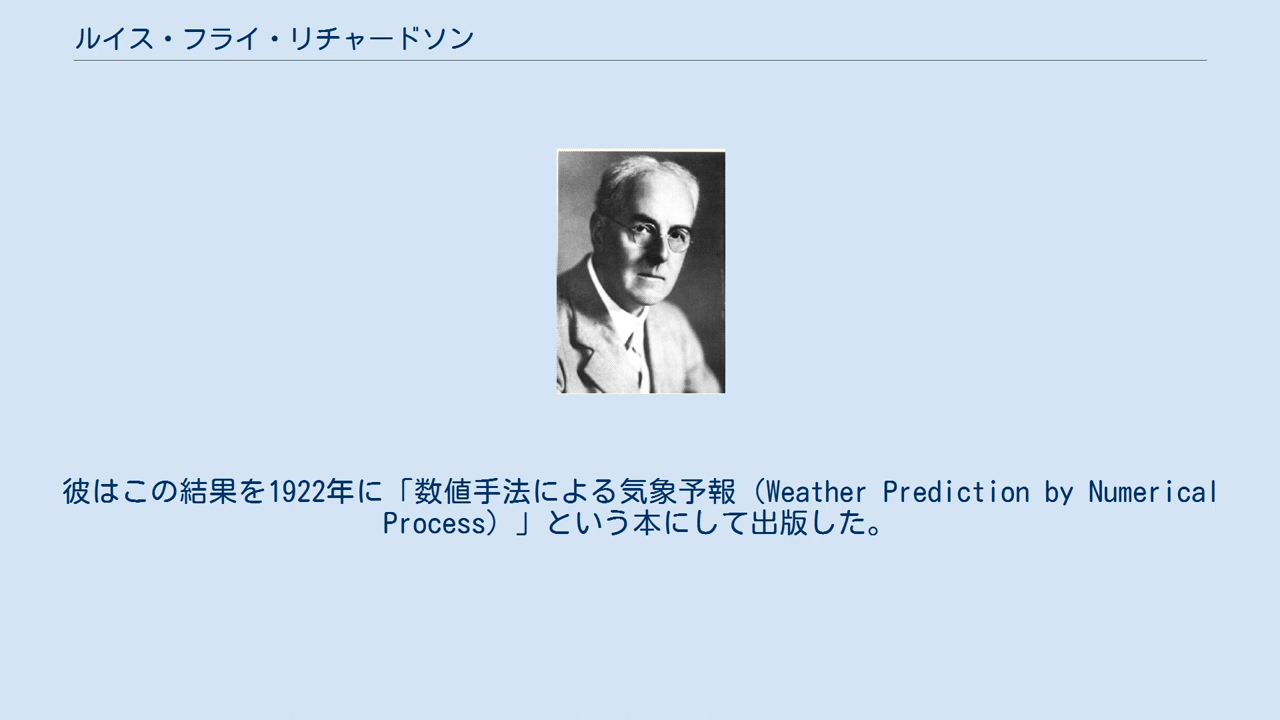 ルイス・フライ・リチャードソン
彼はこの結果を1922年に「数値手法による気象予報（Weather Prediction by Numerical
Process）」という本にして出版した。